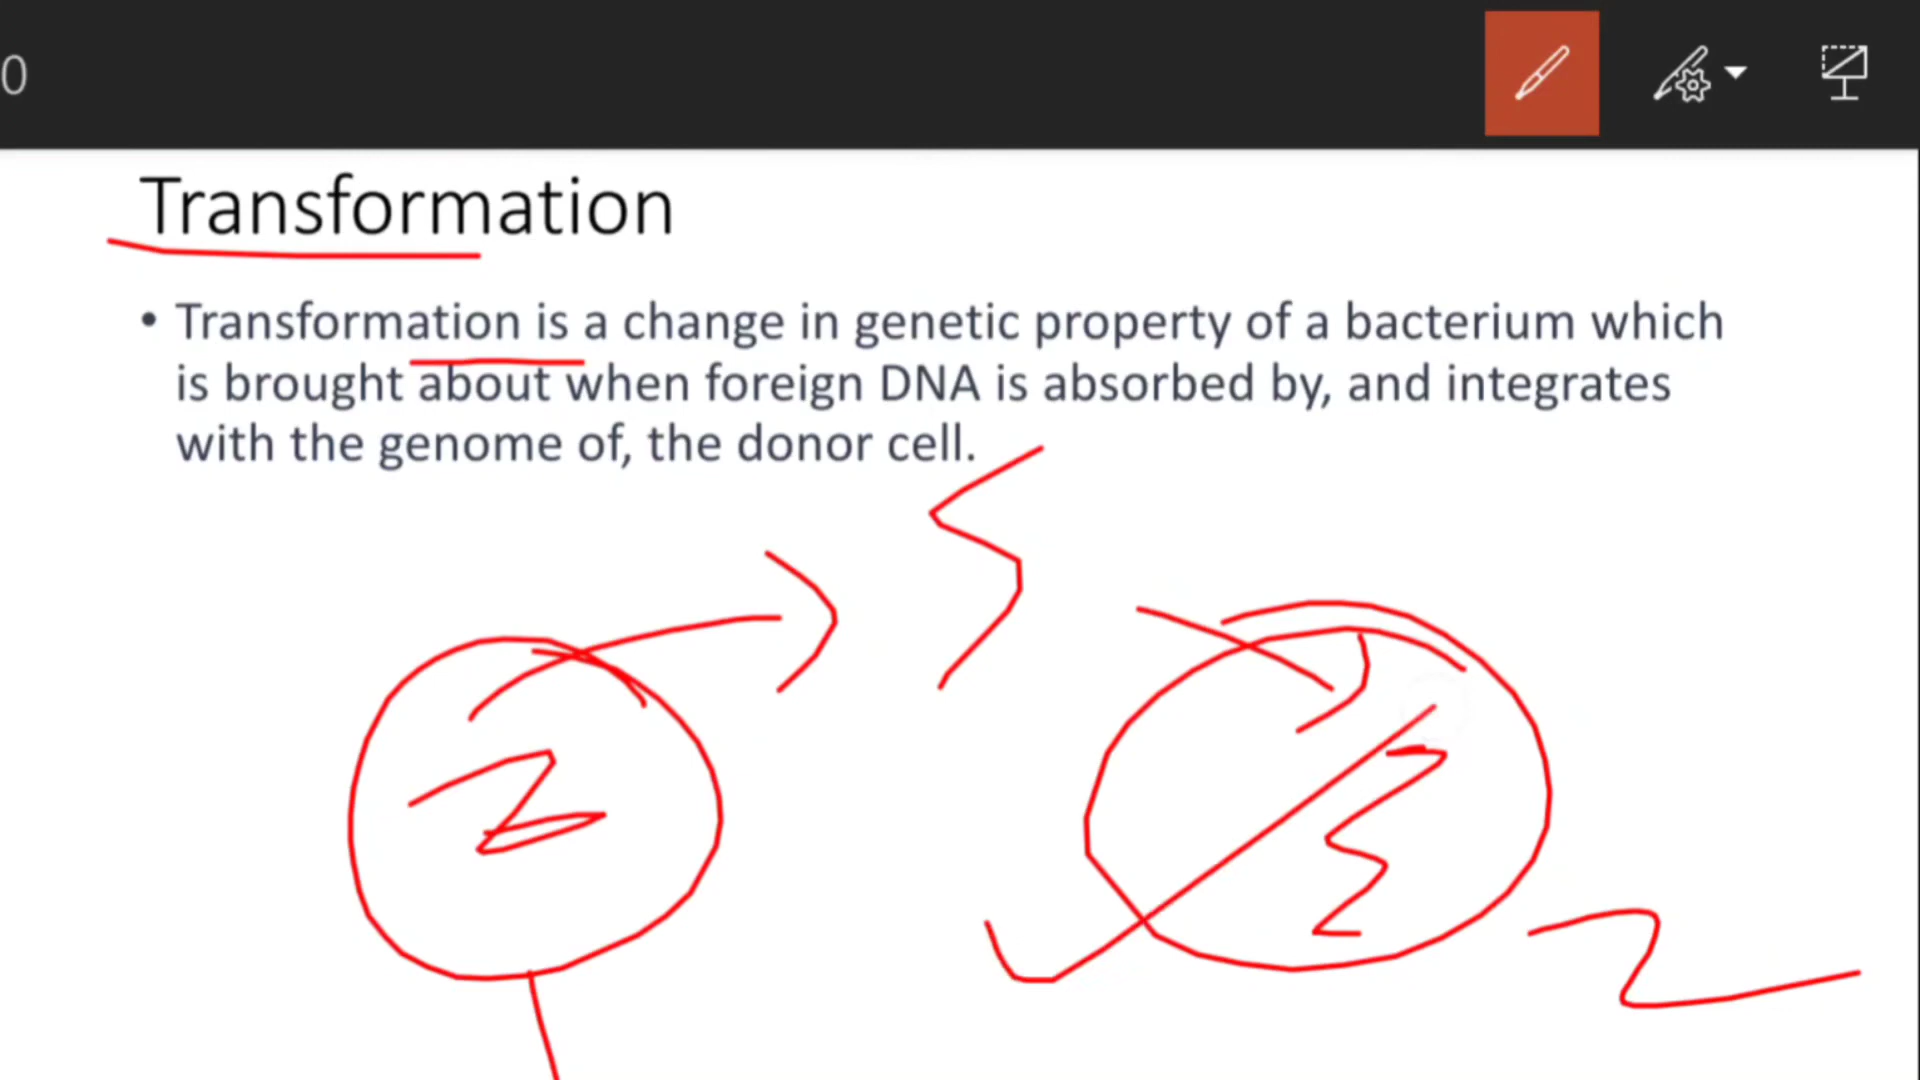 0
Transformation
• Transformation is a change in genetic property of a bacterium which
is brought about when foreign DNA is absorbed by, and integrates
with the genome of, the donor cell.